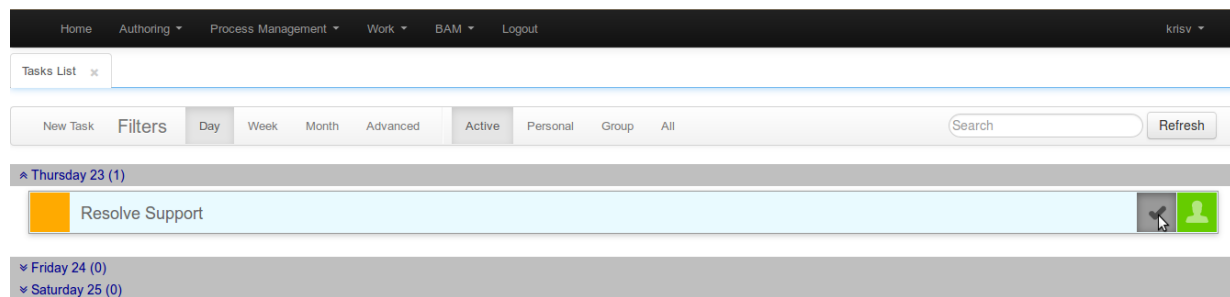 Home Authoring Process Management Work BAM Logout krisv
Tasks List
New Task Filters Day Week Month Advanced Active Personal Group All Search Refresh
Thursday 23 (1)
Resolve Support
Friday 24 (0)
Saturday 25 (0)